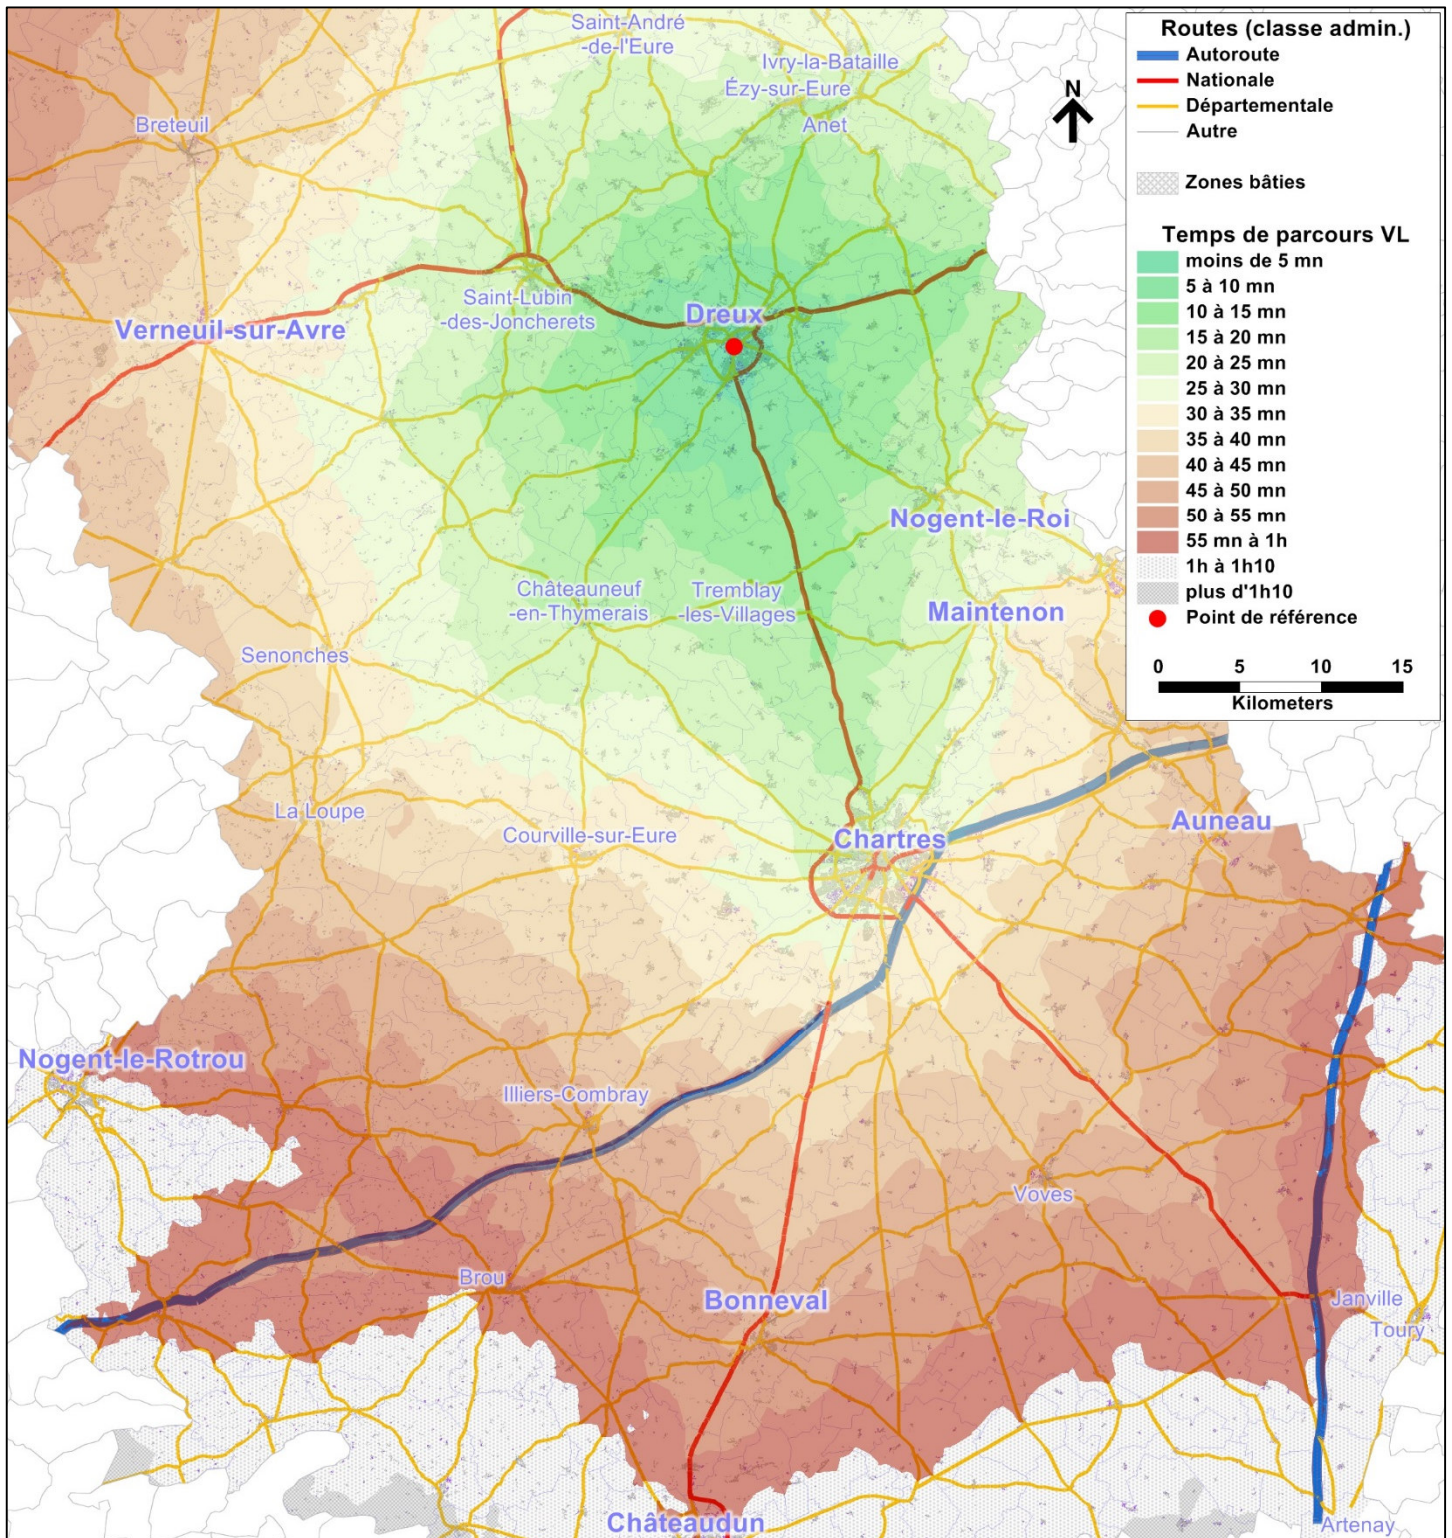 Saint-André
-de-l'Eure
Ivry-la-Bataille
Ézy-sur-Eure
Anet
Breteuil
N
Routes (classe admin.)
Autoroute
Nationale
Départementale
Autre
Zones bâties
Temps de parcours VL
moins de 5 mn
5 à 10 mn
10 à 15 mn
15 à 20 mn
20 à 25 mn
25 à 30 mn
30 à 35 mn
35 à 40 mn
40 à 45 mn
45 à 50 mn
50 à 55 mn
55 mn à 1h
1h à 1h10
plus d'1h10
Point de référence
0 5 10 15
Kilometers
Saint-Lubin
-des-Joncherets
Dreux
Verneuil-sur-Avre
Nogent-le-Roi
Châteauneuf
-en-Thymerais
Tremblay
-les-Villages
Maintenon
Senonches
La Loupe
Courville-sur-Eure
Chartres
Auneau
Nogent-le-Rotrou
Illiers-Combray
Voves
Brou
Bonneval
Janville
Toury
Châteaudun
Artenay